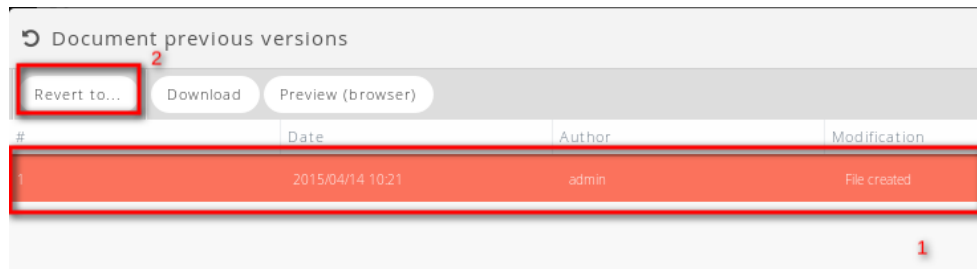 Document previous versions
2
Revert to... Download Preview (browser)
# Date Author Modification
1 2015/04/14 10:21 admin File created
1